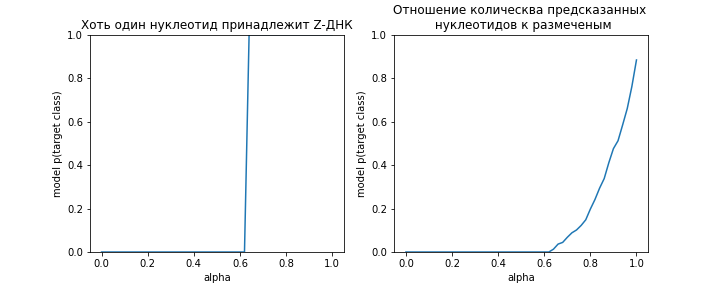 Хоть один нуклеотид принадлежит Z-ДНК
1.0
0.8
0.6
0.4
0.2
0.0
model p(target class)
0.0 0.2 0.4 0.6 0.8 1.0
alpha
Отношение колическва предсказанных
нуклеотидов к размеченым
1.0
0.8
0.6
0.4
0.2
0.0
model p(target class)
0.0 0.2 0.4 0.6 0.8 1.0
alpha